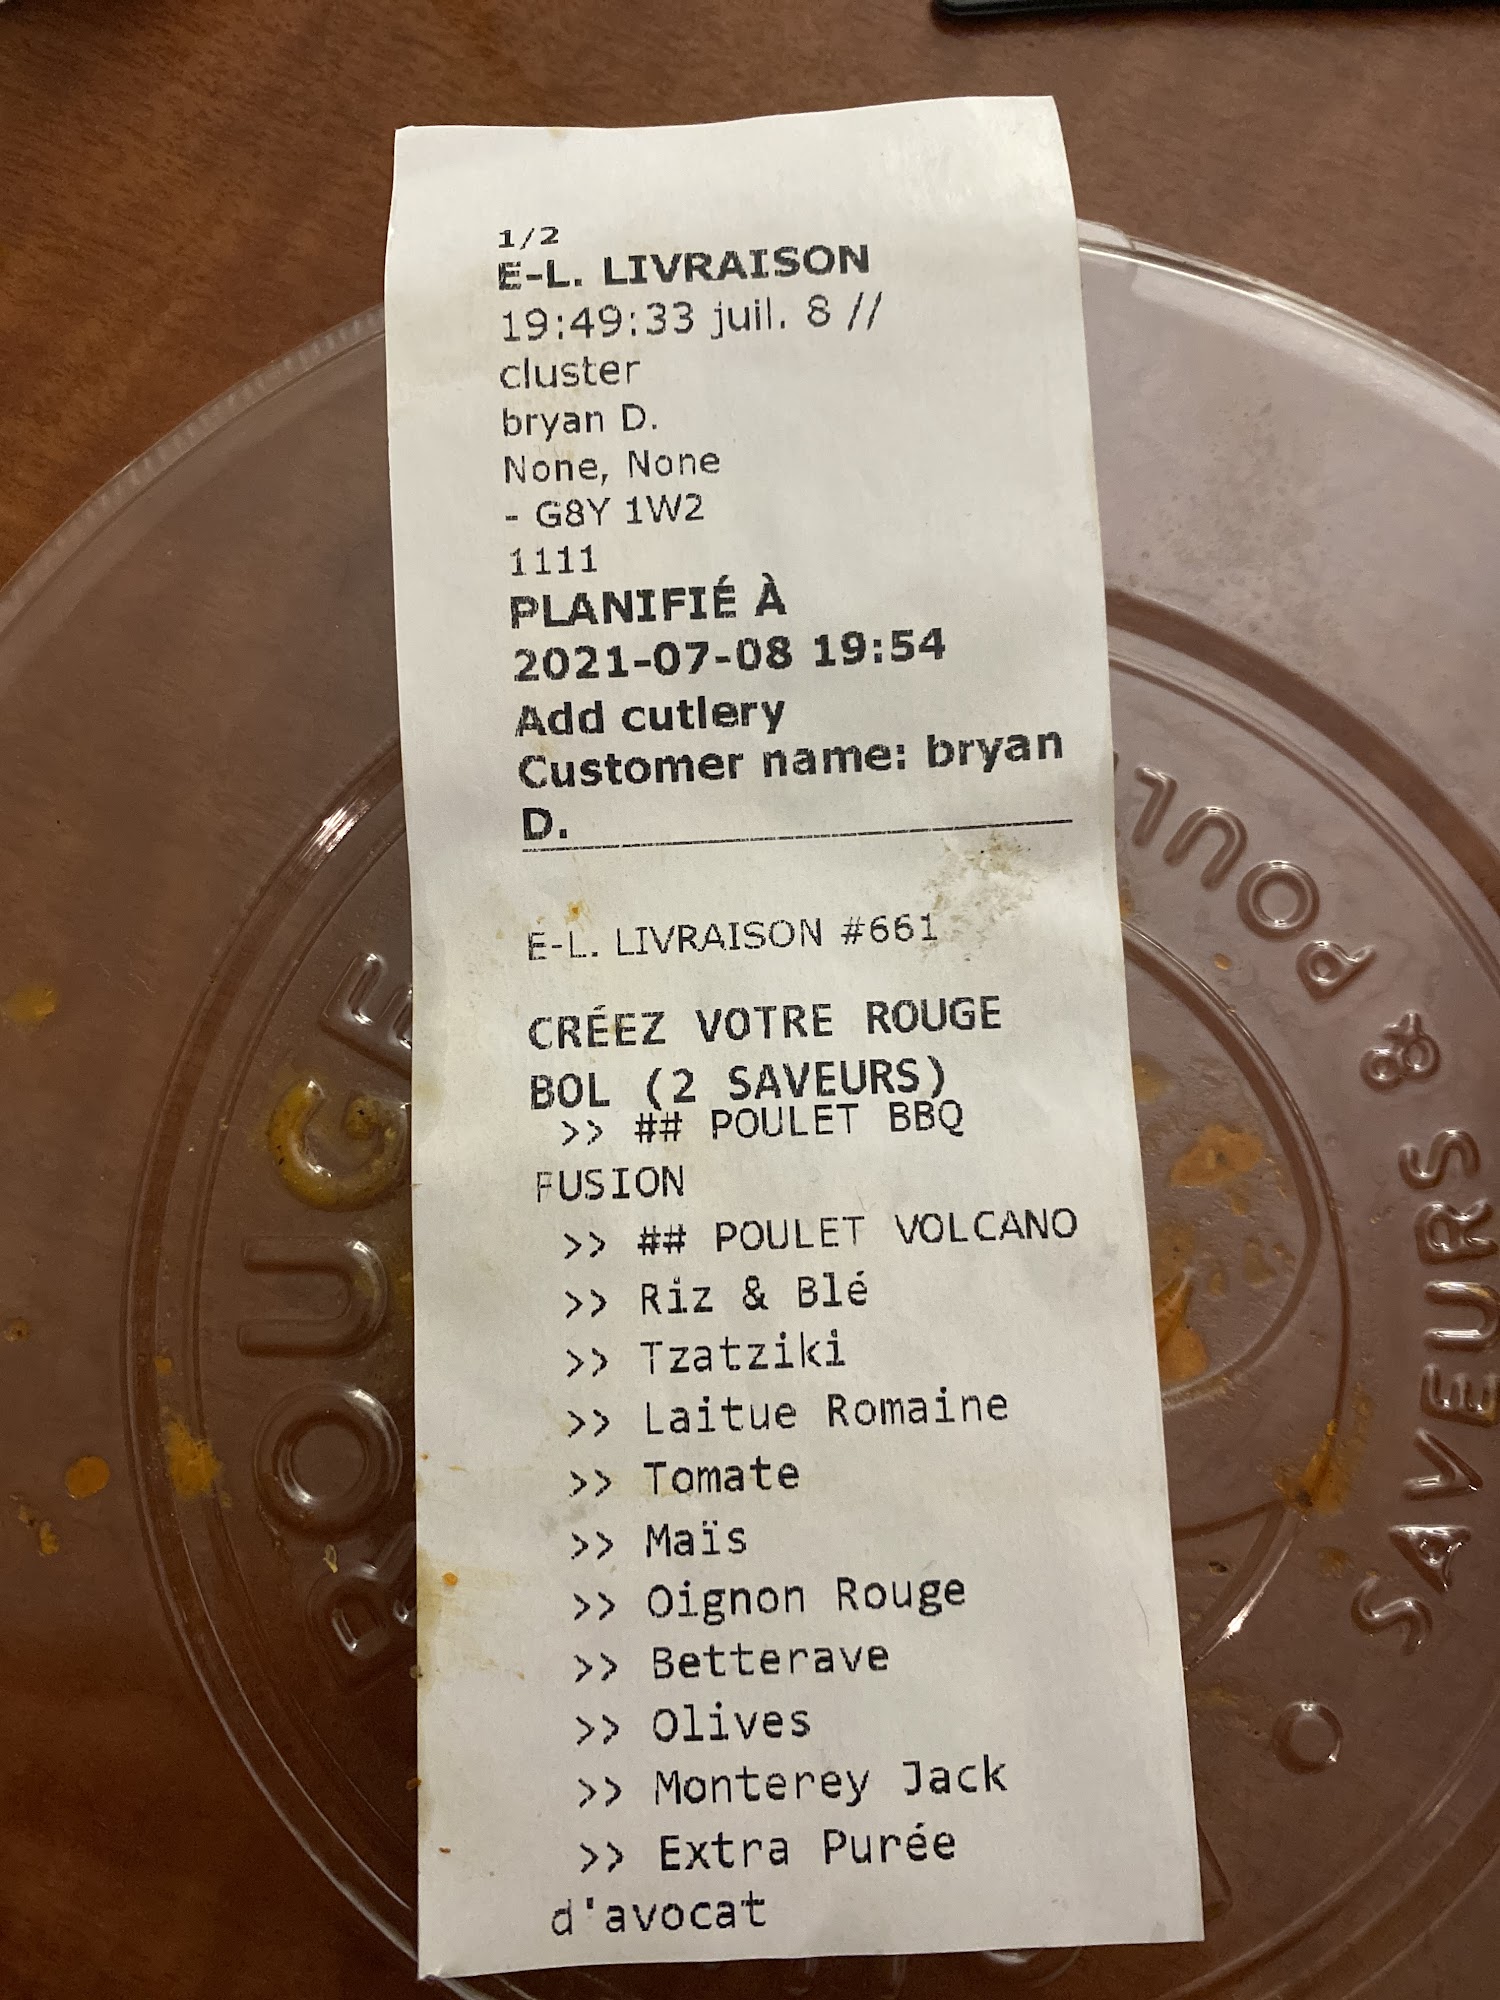 1/2
E-L. LIVRAISON
19:49:33 juil. 8 //
cluster
bryan D.
None, None
- G8Y 1W2
1111
PLANIFIÉ À
2021-07-08 19:54
Add cutlery
Customer name: bryan
D.
E-L. LIVRAISON #661
CRÉEZ VOTRE ROUGE
BOL (2 SAVEURS)
>> ## POULET BBQ
FUSION
>> ## POULET VOLCANO
>> Riz & Blé
>> Tzatziki
>> Laitue Romaine
>> Tomate
>> Maïs
>> Oignon Rouge
>> Betterave
>> Olives
>> Monterey Jack
>> Extra Purée
d'avocat
ROUGE
SAVEURS &